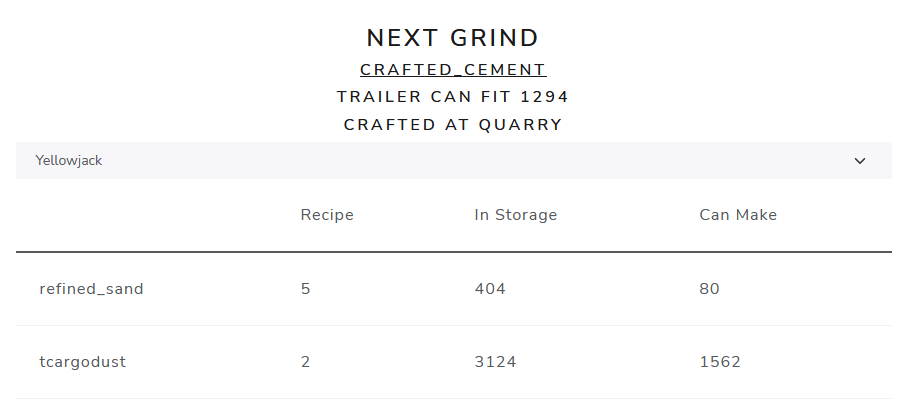 NEXT GRIND
CRAFTED_CEMENT
TRAILER CAN FIT 1294
CRAFTED AT QUARRY
Yellowjack
Recipe In Storage Can Make
refined_sand 5 404 80
tcargodust 2 3124 1562